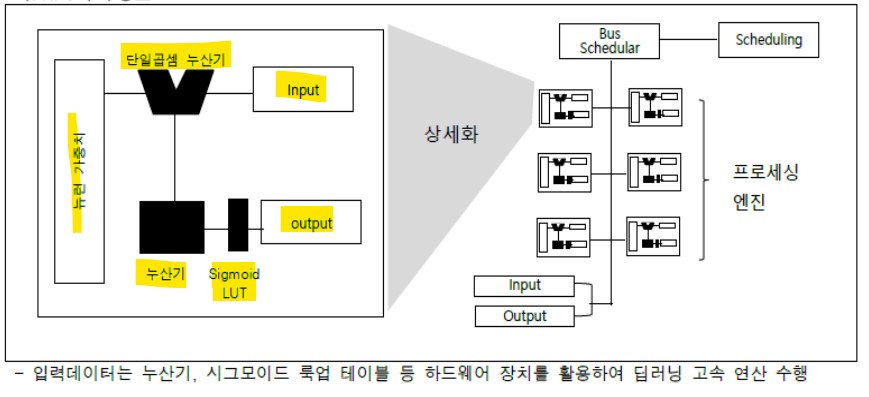 단일곱셈 누산기
Input
뉴런 가중치
output
누산기
Sigmoid
LUT
상세화
Bus
Schedular
Scheduling
프로세싱
엔진
Input
Output
- 입력데이터는 누산기, 시그모이드 룩업 테이블 등 하드웨어 장치를 활용하여 딥러닝 고속 연산 수행